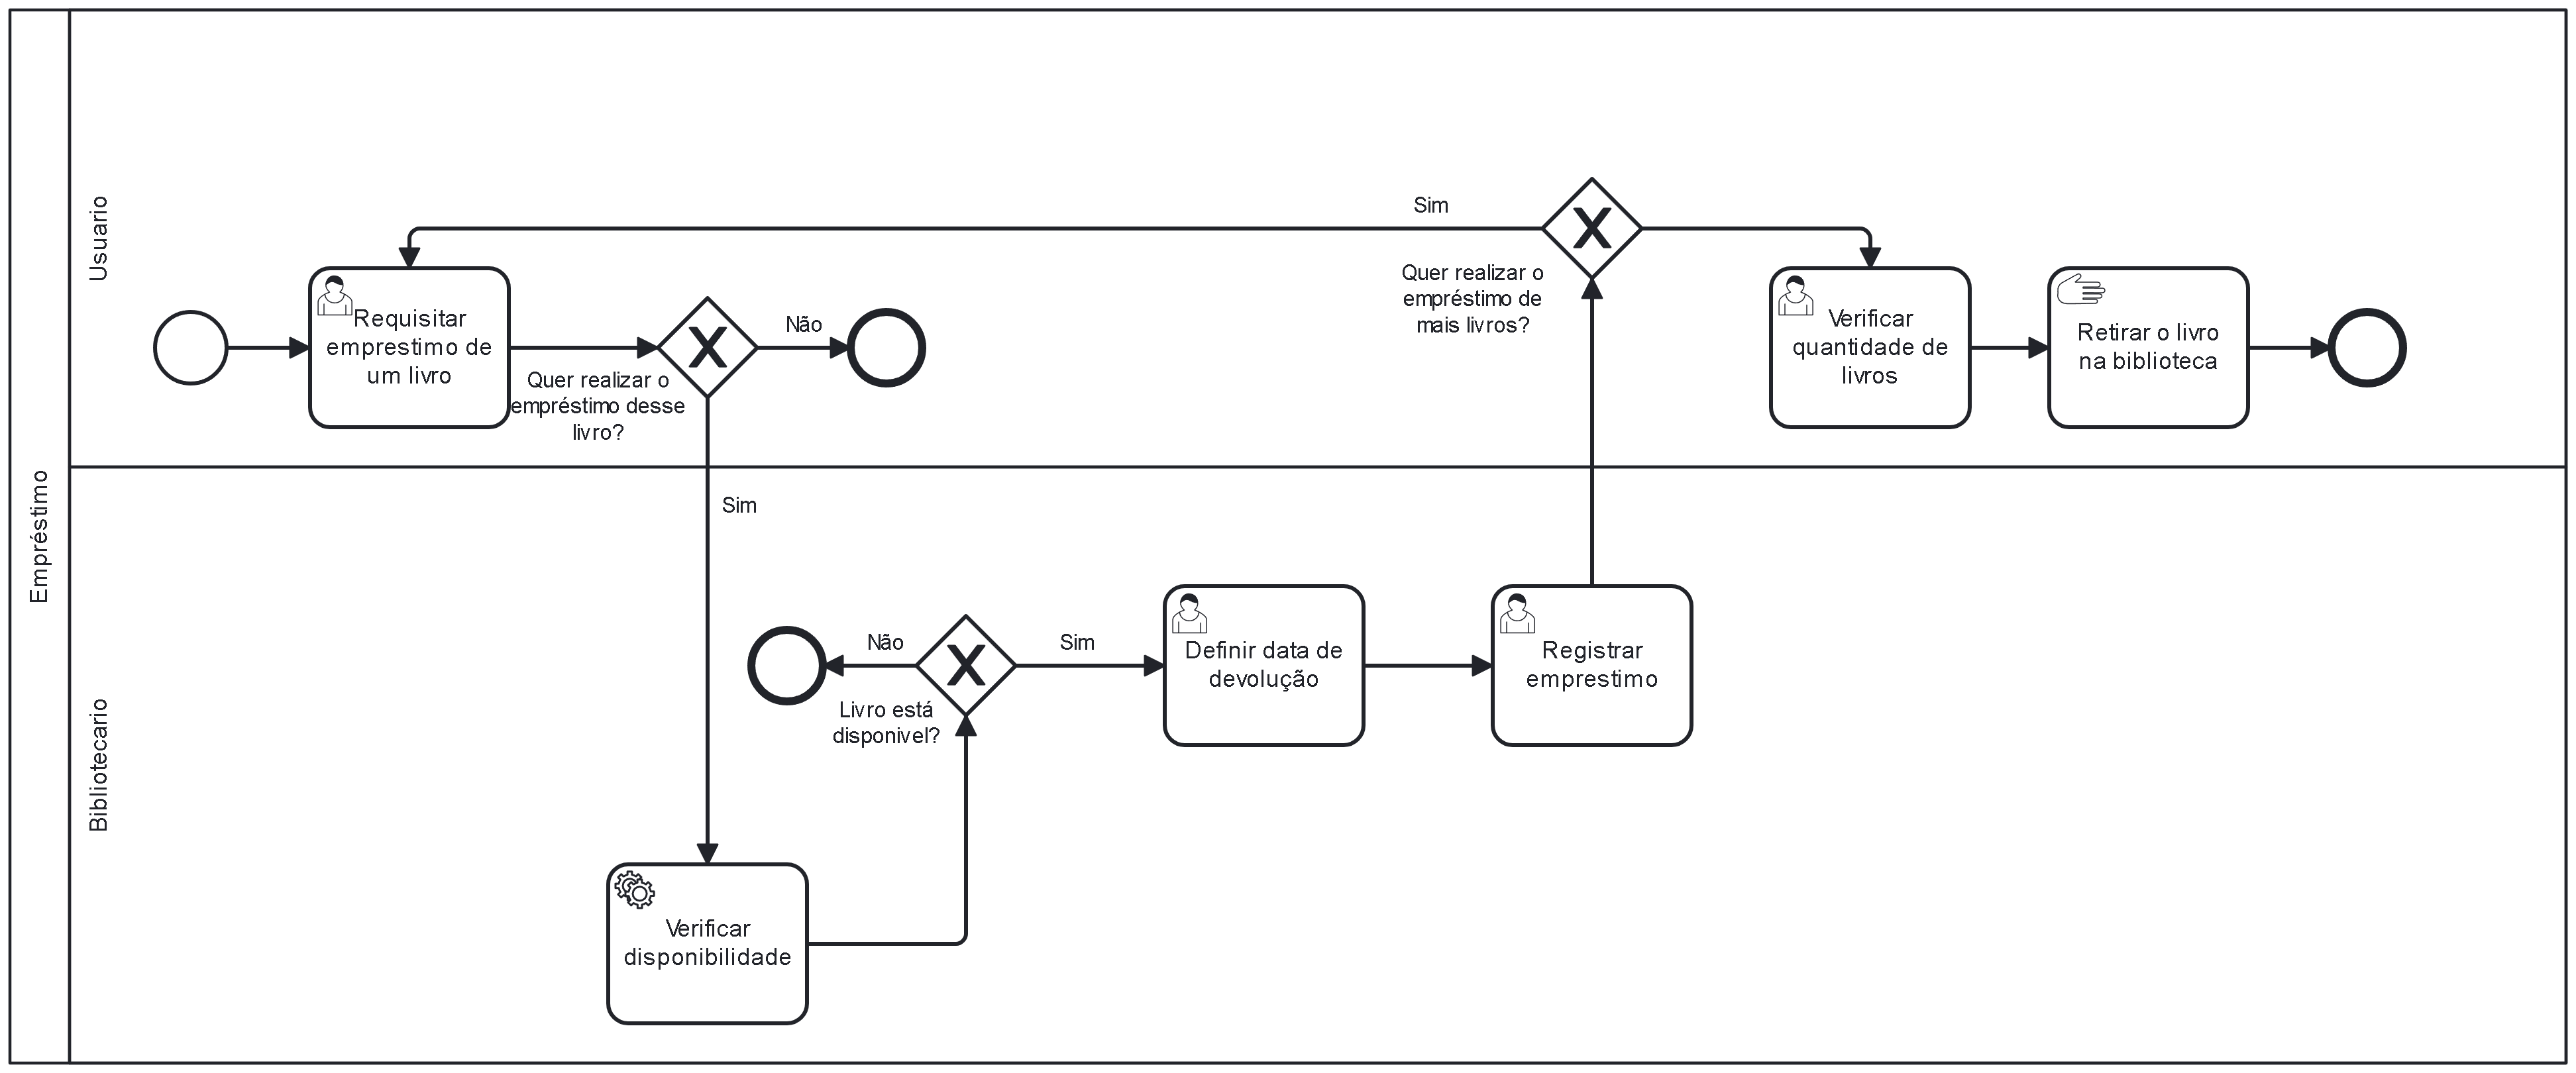 Empréstimo
Usuario
Requisitar
emprestimo de
um livro
Quer realizar o
empréstimo desse
livro?
Não
Sim
Sim
Quer realizar o
empréstimo de
mais livros?
Verificar
quantidade de
livros
Retirar o livro
na biblioteca
Bibliotecario
Verificar
disponibilidade
Não
Livro está
disponivel?
Sim
Definir data de
devolução
Registrar
emprestimo